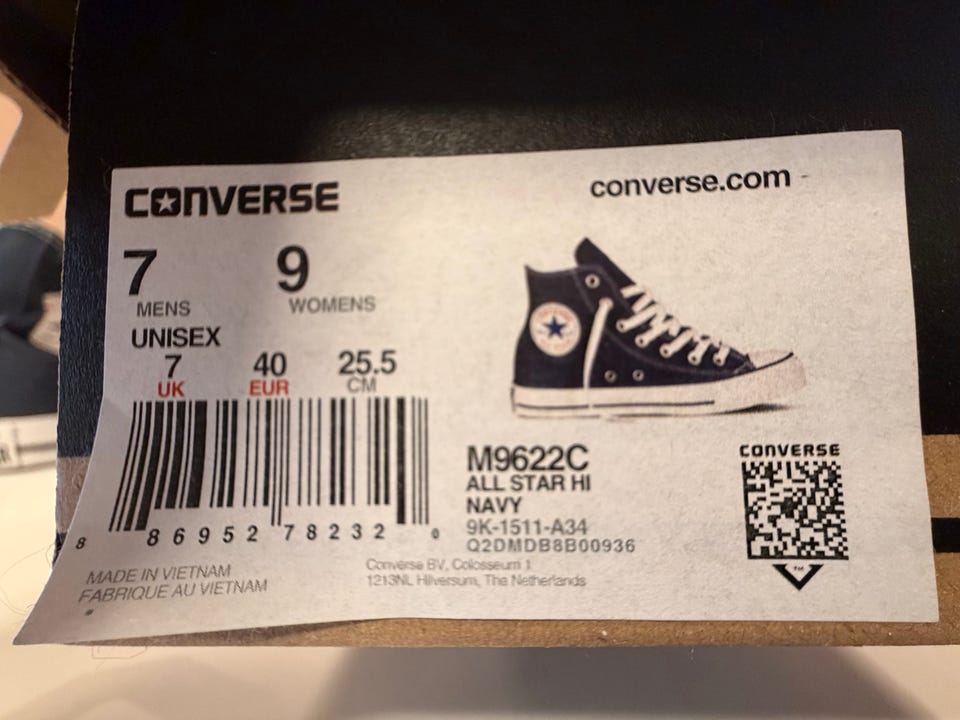 CONVERSE
converse.com
7 9
MENS WOMENS
UNISEX
7 40 25.5
UK EUR CM
8 86952 78232 0
M9622C
ALL STAR HI
NAVY
9K-1511-A34
Q2DMDB8B00936
CONVERSE
TM
MADE IN VIETNAM
FABRIQUE AU VIETNAM
Converse BV, Colosseum 1
1213NL Hilversum, The Netherlands